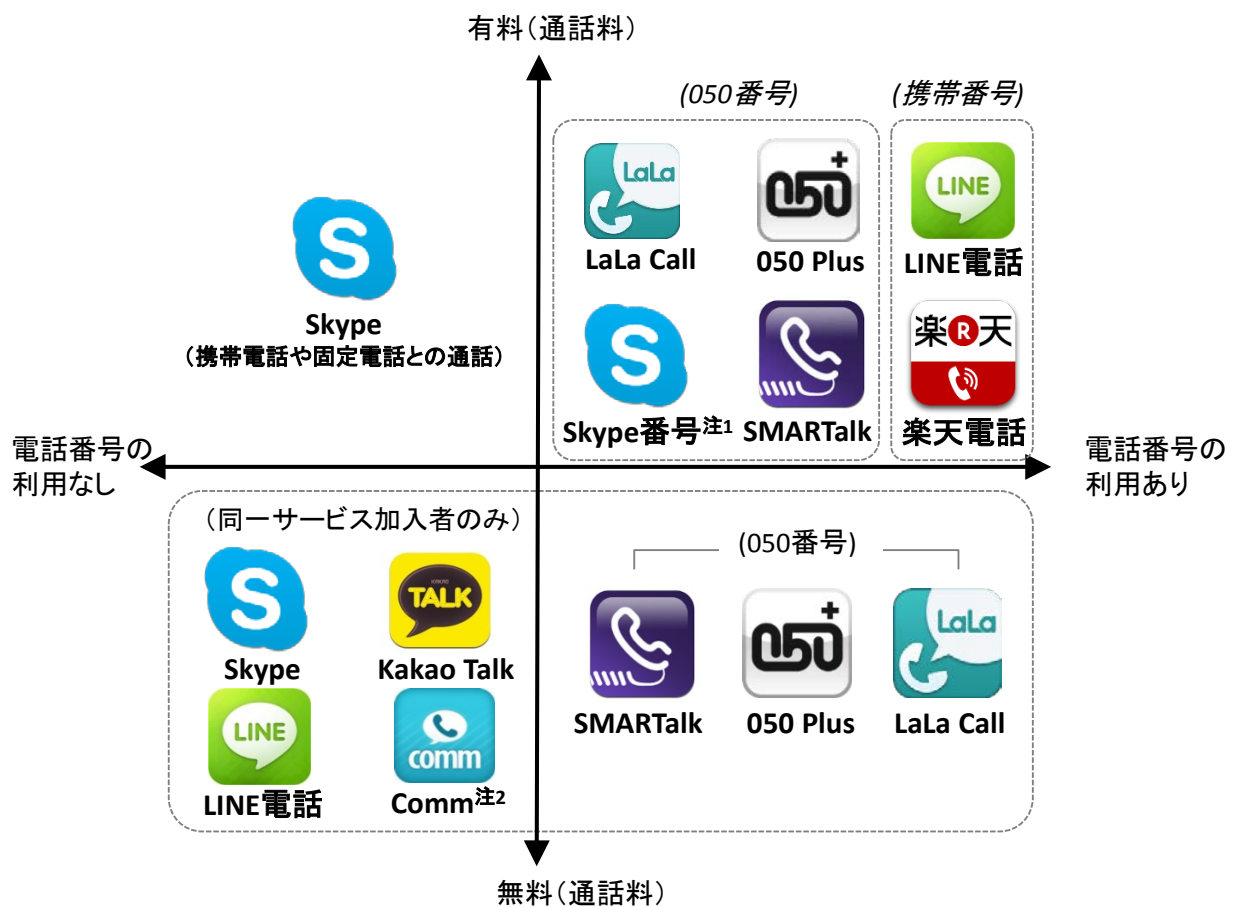 有料(通話料)
(050番号)
(携帯番号)
LaLa
050+
LINE
LaLa Call
050 Plus
LINE電話
S
Skype
(携帯電話や固定電話との通話)
S
楽R天
Skype番号注1
SMARTalk
楽天電話
電話番号の
利用なし
電話番号の
利用あり
(同一サービス加入者のみ)
(050番号)
S
KAKAO
TALK
050+
LaLa
Skype
Kakao Talk
SMARTalk
050 Plus
LaLa Call
LINE
comm
LINE電話
Comm注2
無料(通話料)